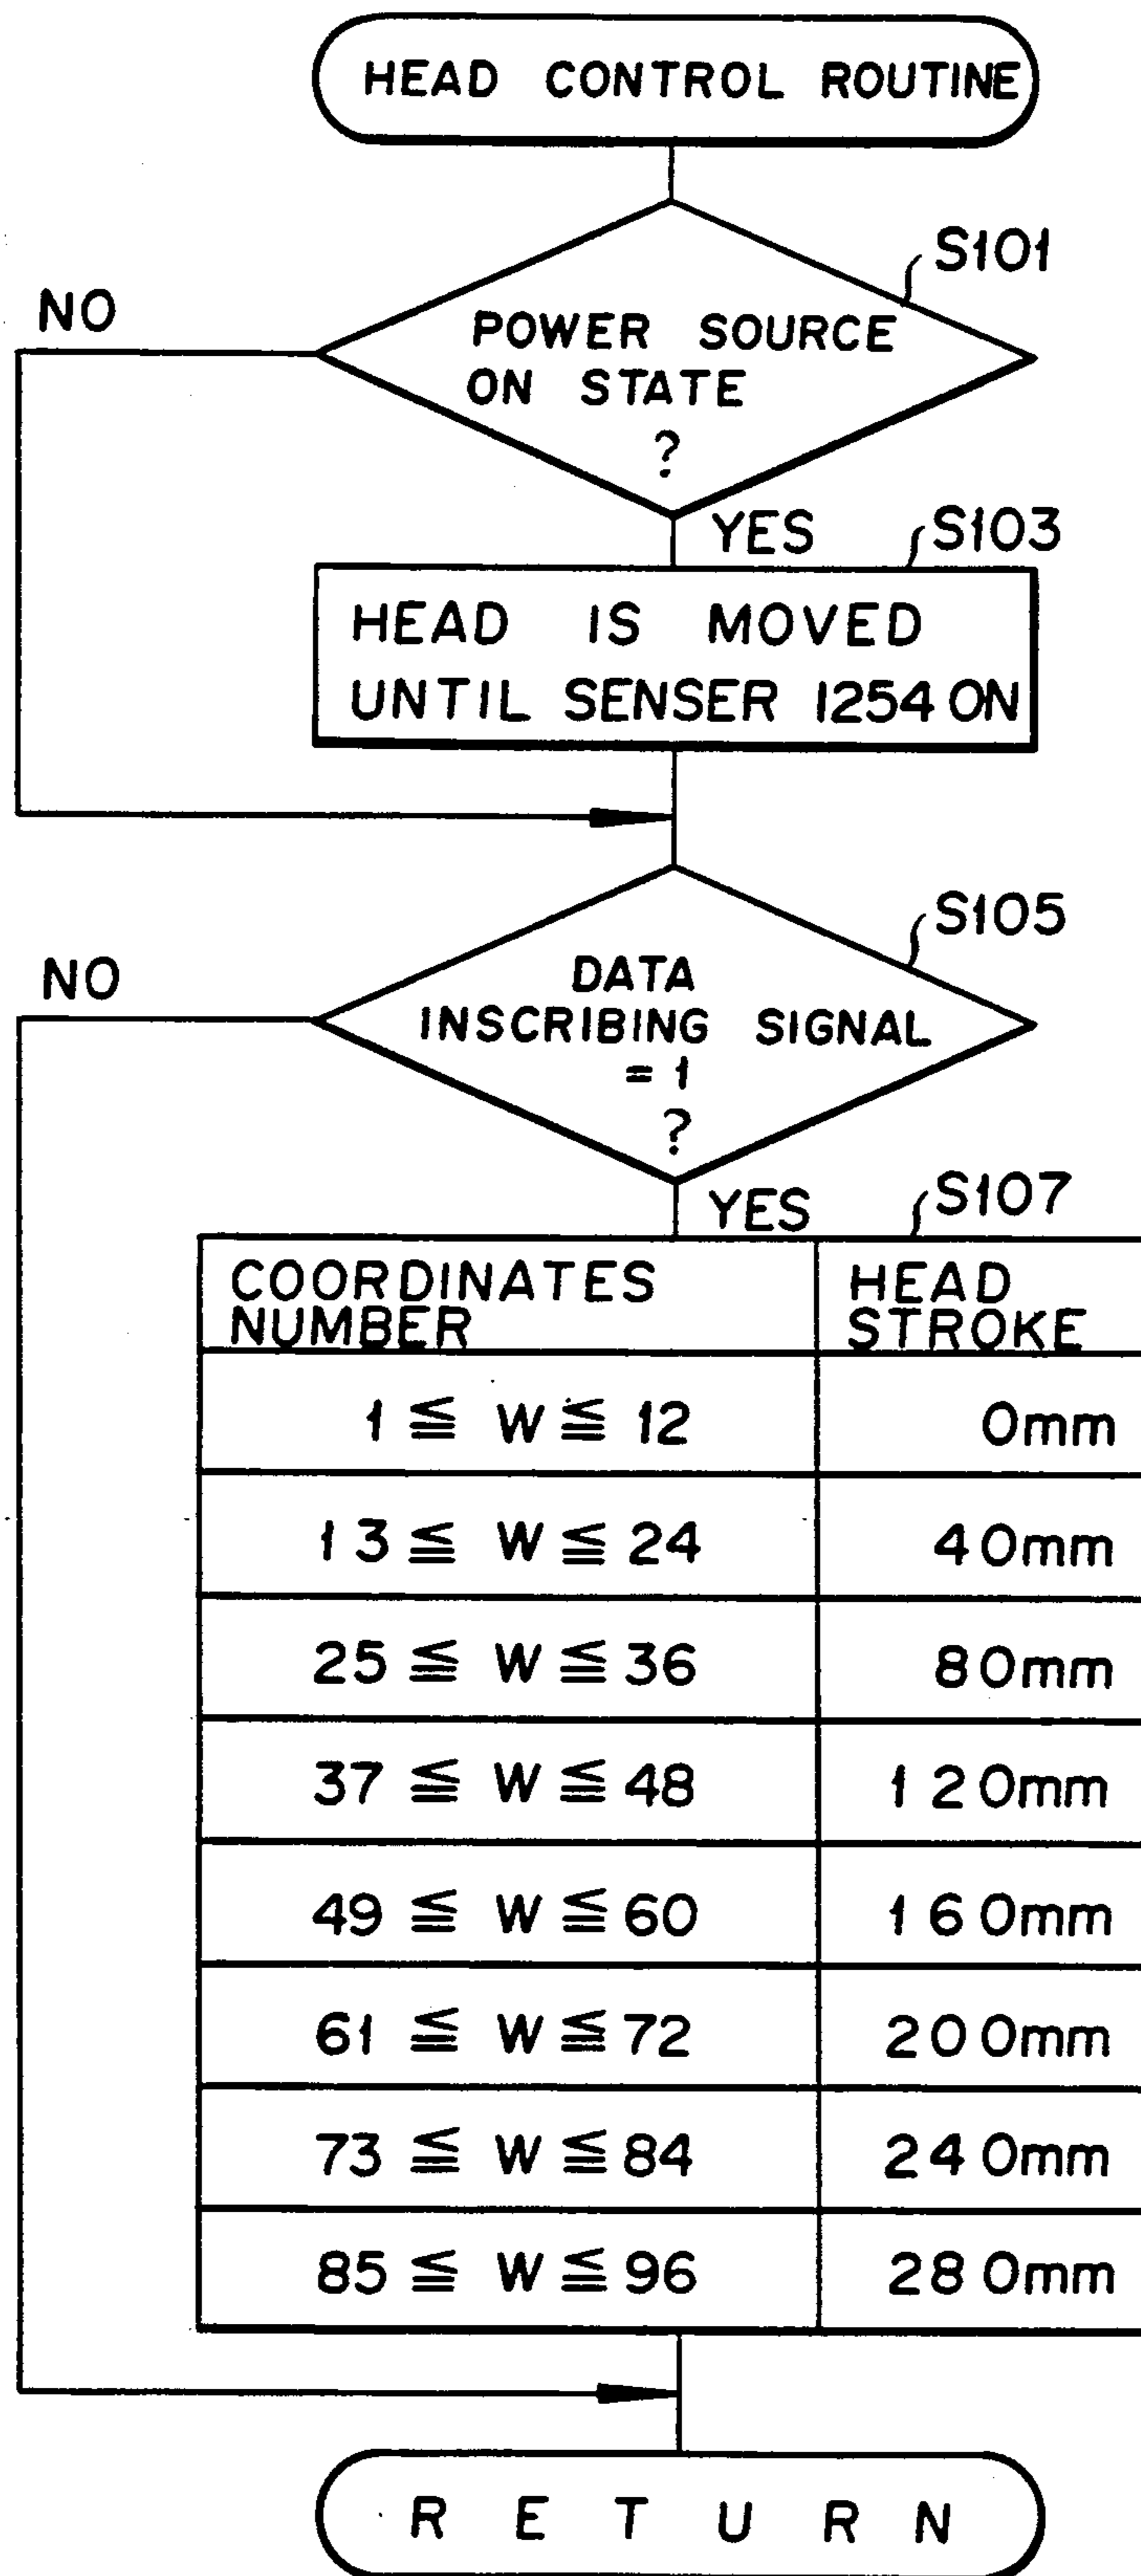 HEAD CONTROL ROUTINE
S101
NO
POWER SOURCE
ON STATE
?
YES
S103
HEAD IS MOVED
UNTIL SENSER 1254 ON
S105
NO
DATA
INSCRIBING SIGNAL
= 1
?
YES
S107
COORDINATES
NUMBER
HEAD
STROKE
1 ≦ W ≦ 12 0mm
13 ≦ W ≦ 24 40mm
25 ≦ W ≦ 36 80mm
37 ≦ W ≦ 48 120mm
49 ≦ W ≦ 60 160mm
61 ≦ W ≦ 72 200mm
73 ≦ W ≦ 84 240mm
85 ≦ W ≦ 96 280mm
RETURN